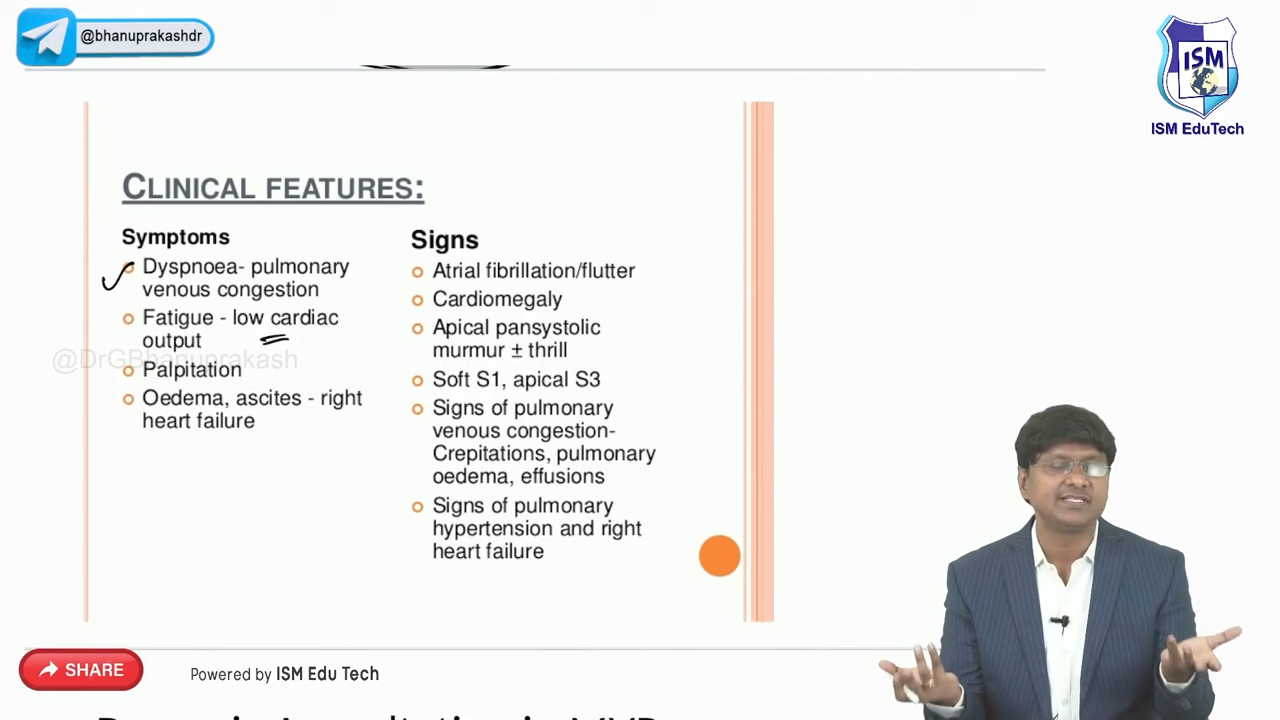 @bhanuprakashdr
ISM
ISM EduTech
CLINICAL FEATURES:
Symptoms
Dyspnoea- pulmonary
venous congestion
Fatigue - low cardiac
output
Palpitation
Oedema, ascites - right
heart failure
@DrGBhanuprakash
Signs
Atrial fibrillation/flutter
Cardiomegaly
Apical pansystolic
murmur ± thrill
Soft S1, apical S3
Signs of pulmonary
venous congestion-
Crepitations, pulmonary
oedema, effusions
Signs of pulmonary
hypertension and right
heart failure
SHARE
Powered by ISM Edu Tech